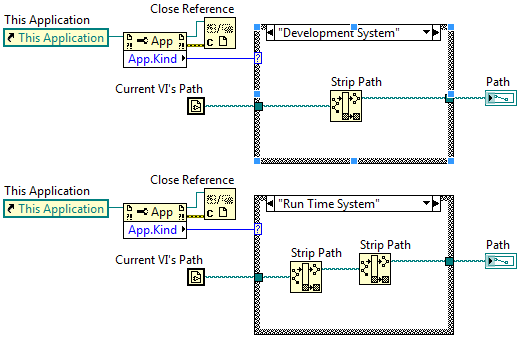 Close Reference
This Application
This Application
App
C
App.Kind
?
"Development System"
Strip Path
Current VI's Path
Path
Close Reference
This Application
This Application
App
C
App.Kind
?
"Run Time System"
Strip Path
Strip Path
Current VI's Path
Path